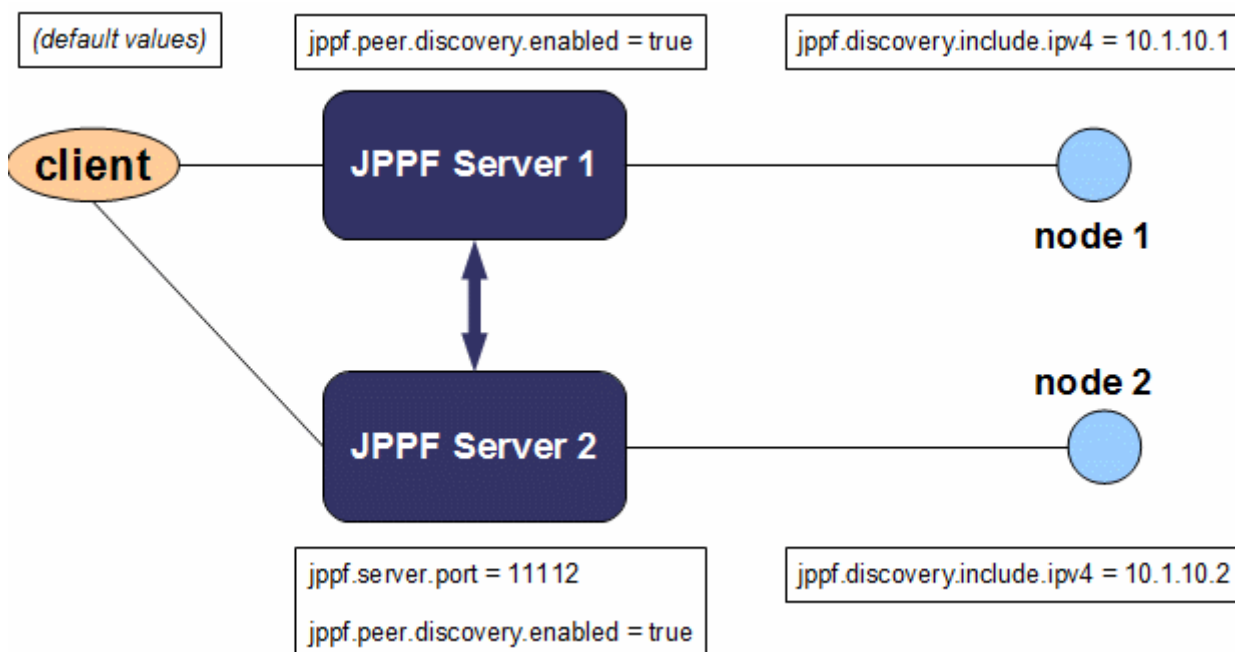 (default values)
jppf.peer.discovery.enabled = true
jppf.discovery.include.ipv4 = 10.1.10.1
client
JPPF Server 1
node 1
node 2
JPPF Server 2
jppf.server.port = 11112
jppf.peer.discovery.enabled = true
jppf.discovery.include.ipv4 = 10.1.10.2